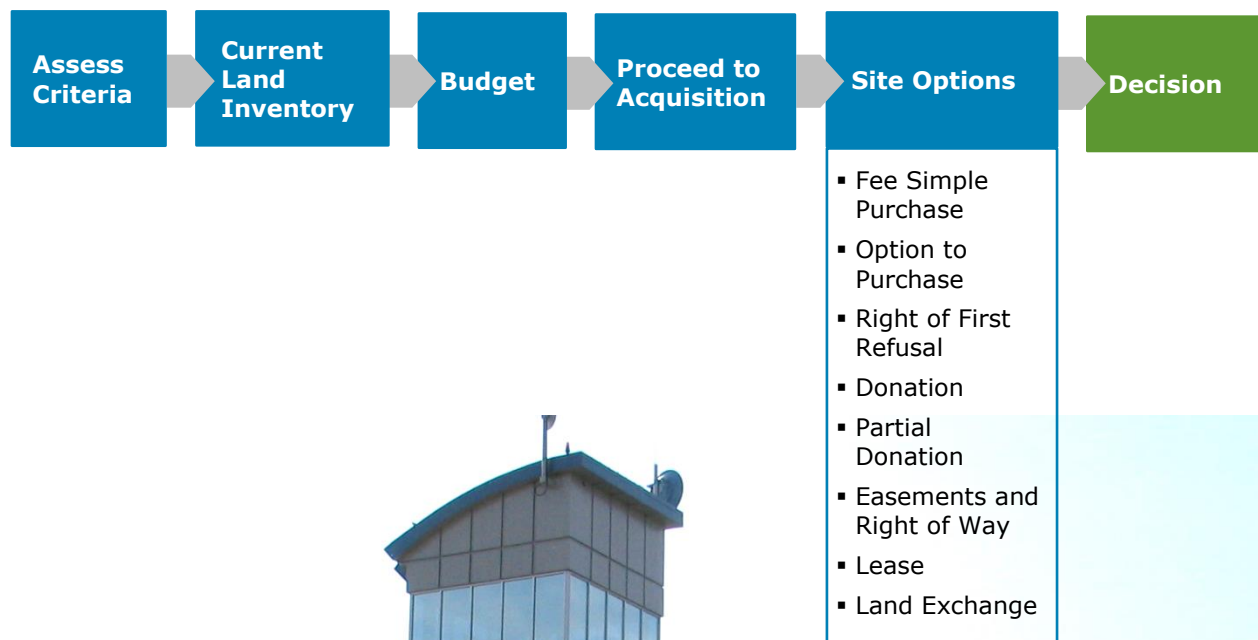 Assess
Criteria
Current
Land
Inventory
Budget
Proceed to
Acquisition
Site Options
Decision
▪ Fee Simple
Purchase
▪ Option to
Purchase
▪ Right of First
Refusal
▪ Donation
▪ Partial
Donation
▪ Easements and
Right of Way
▪ Lease
▪ Land Exchange